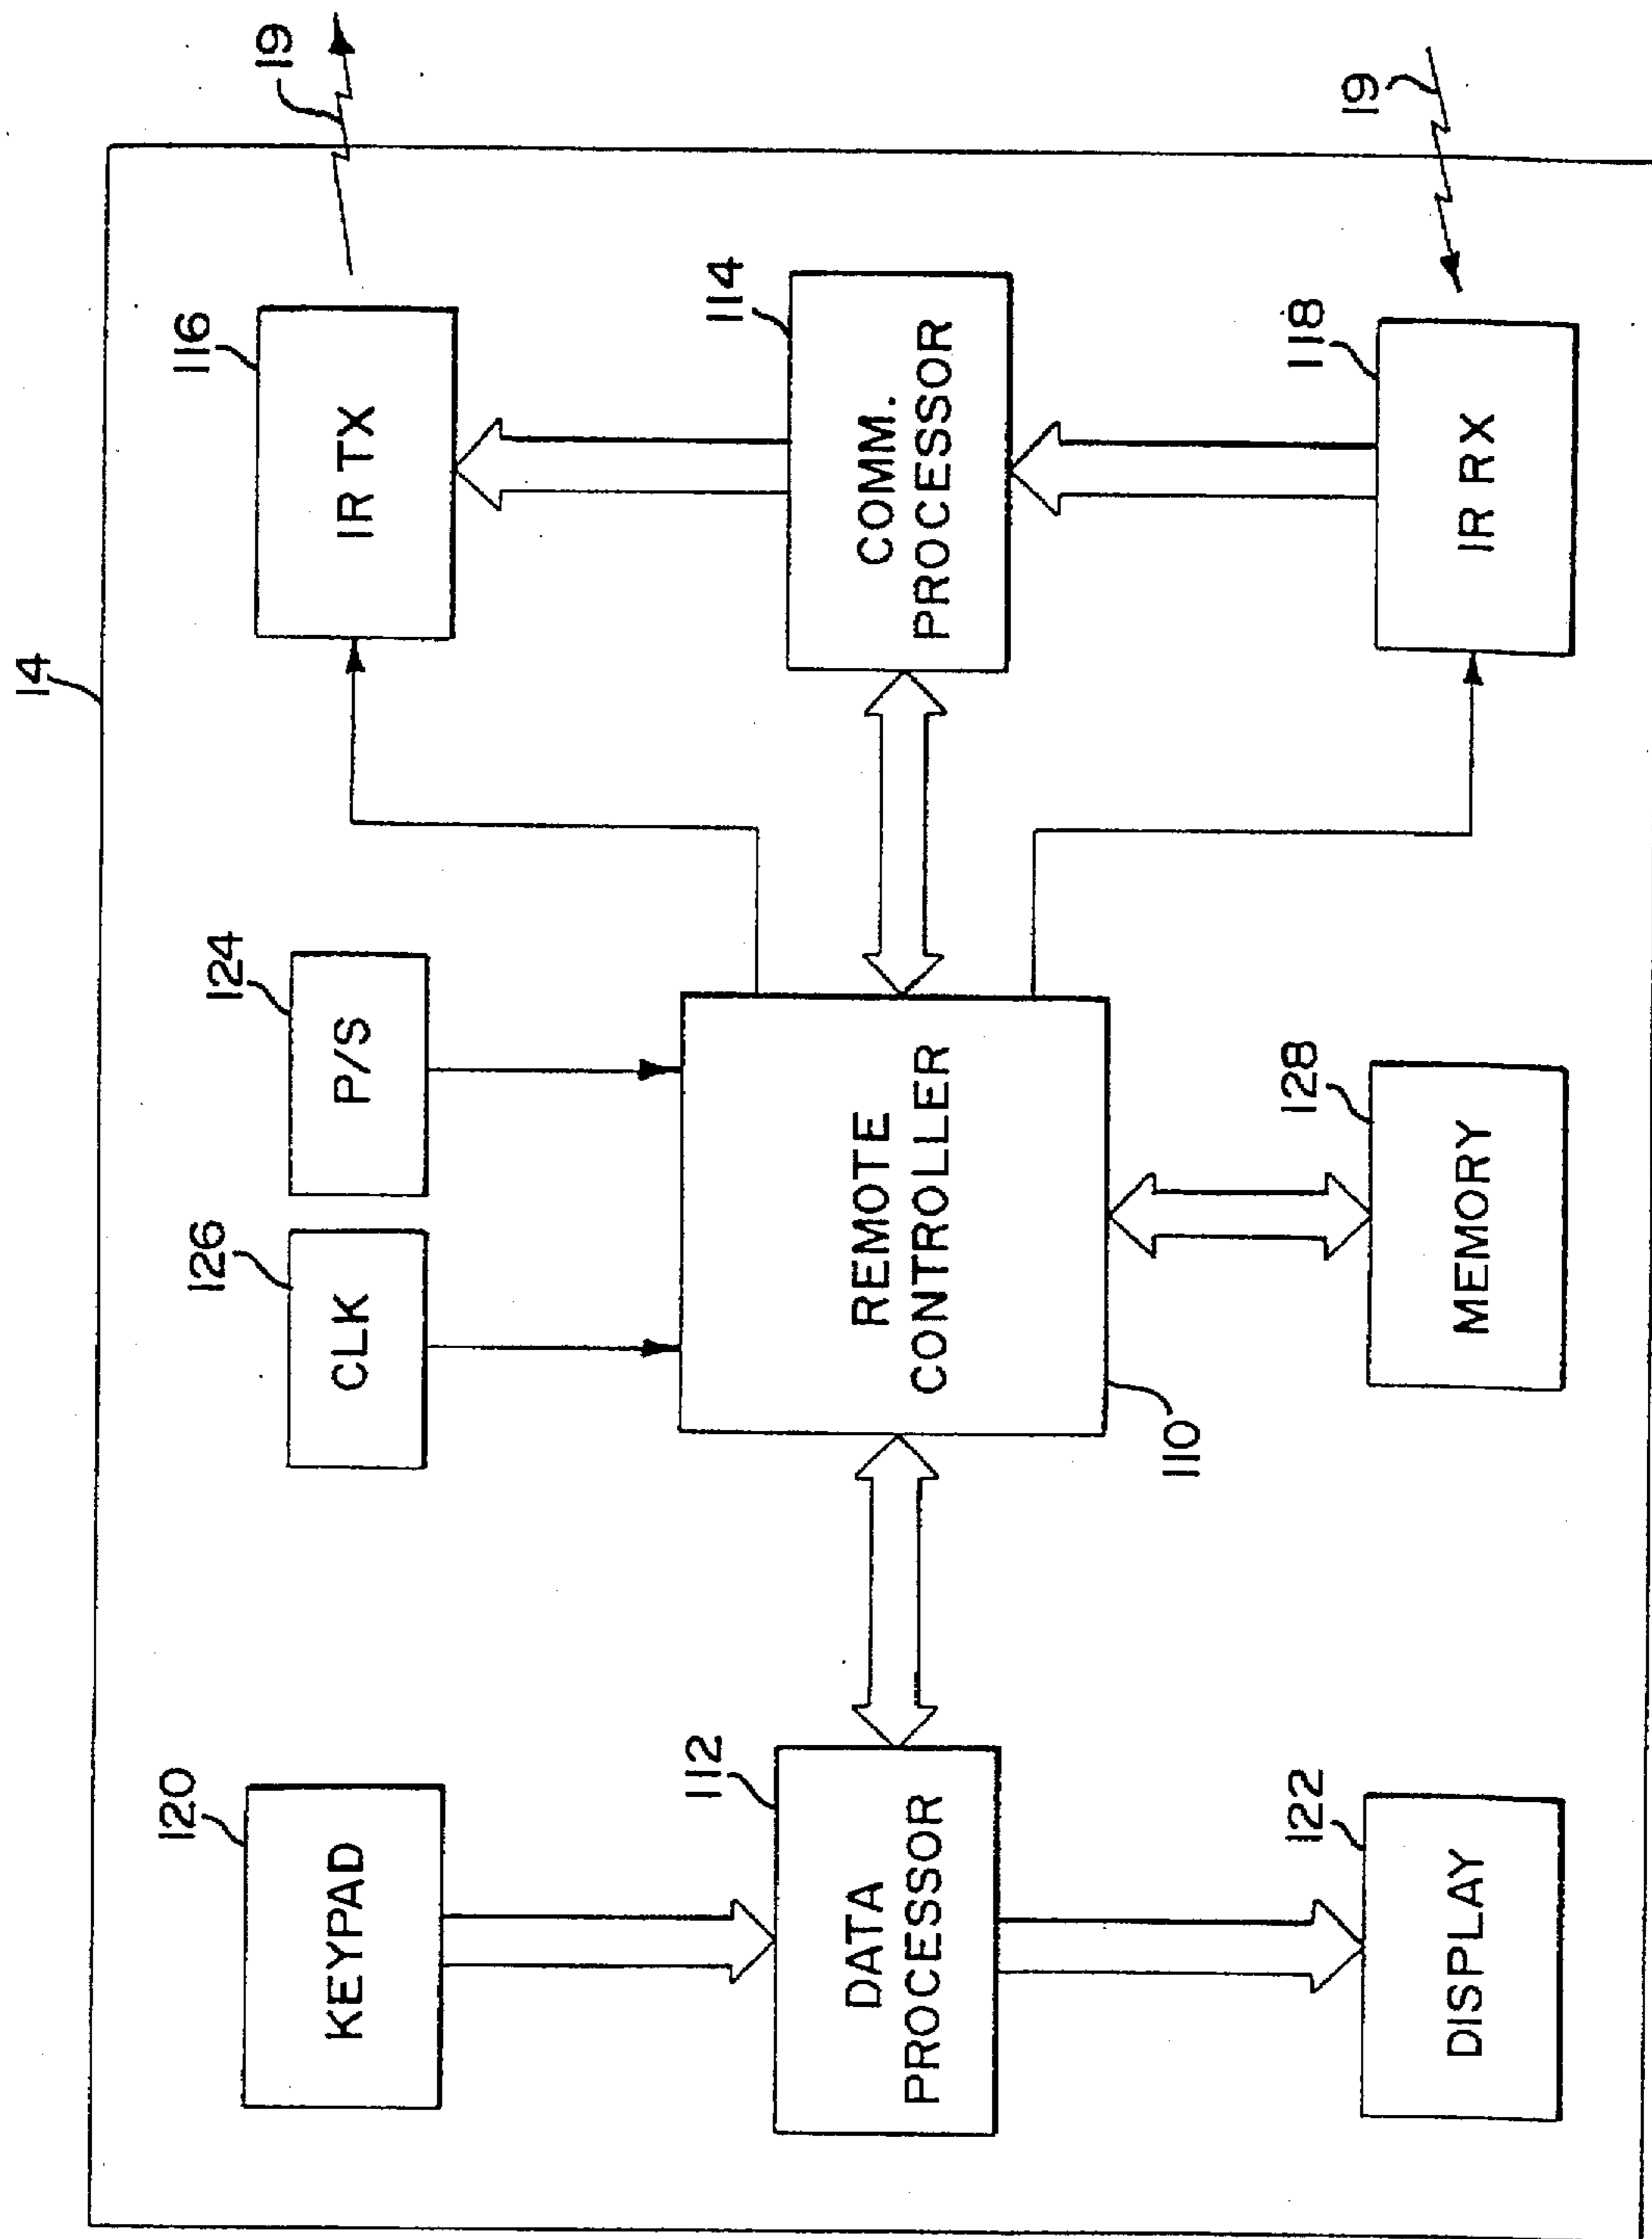 14
120
KEYPAD
126
CLK
124
P/S
116
IR TX
19
112
DATA
PROCESSOR
REMOTE
CONTROLLER
110
114
COMM.
PROCESSOR
122
DISPLAY
128
MEMORY
118
IR RX
19